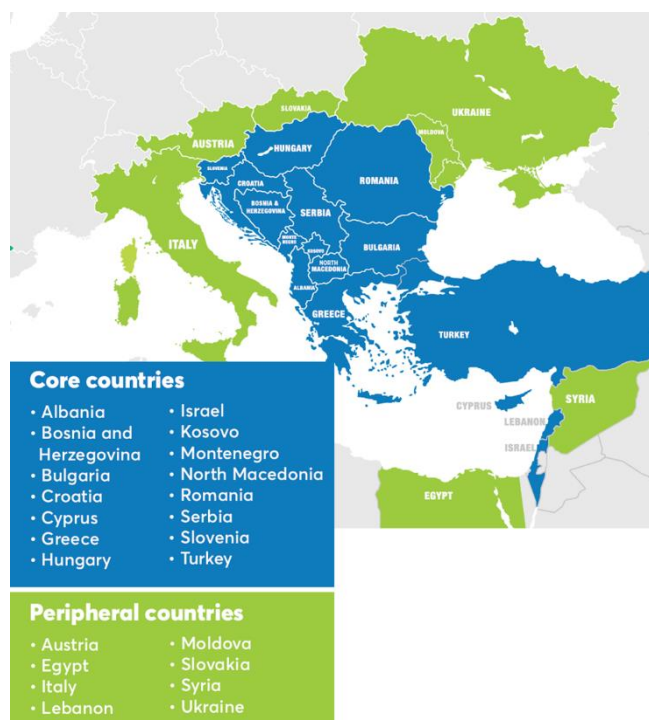 SLOVAKIA
UKRAINE
AUSTRIA
MOLDOVA
HUNGARY
SLOVENIA
CROATIA
ROMANIA
BOSNIA &
HERZEGOVINA
SERBIA
ITALY
MONTE
NEGRO
KOSOVO
BULGARIA
NORTH
MACEDONIA
ALBANIA
GREECE
TURKEY
CYPRUS
SYRIA
LEBANON
ISRAEL
EGYPT
Core countries
• Albania
• Bosnia and
Herzegovina
• Bulgaria
• Croatia
• Cyprus
• Greece
• Hungary
• Israel
• Kosovo
• Montenegro
• North Macedonia
• Romania
• Serbia
• Slovenia
• Turkey
Peripheral countries
• Austria
• Egypt
• Italy
• Lebanon
• Moldova
• Slovakia
• Syria
• Ukraine